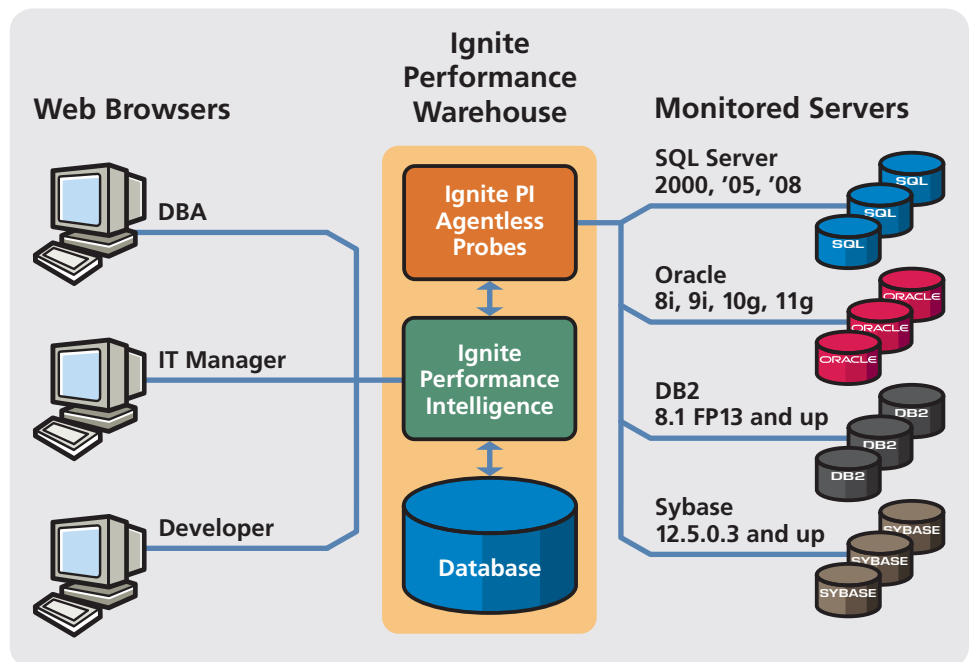 Web Browsers
DBA
IT Manager
Developer
Ignite
Performance
Warehouse
Ignite PI
Agentless
Probes
Ignite
Performance
Intelligence
Database
Monitored Servers
SQL Server
2000, ’05, ’08
SQL
SQL
SQL
Oracle
8i, 9i, 10g, 11g
ORACLE
ORACLE
ORACLE
DB2
8.1 FP13 and up
DB2
DB2
DB2
Sybase
12.5.0.3 and up
SYBASE
SYBASE
SYBASE